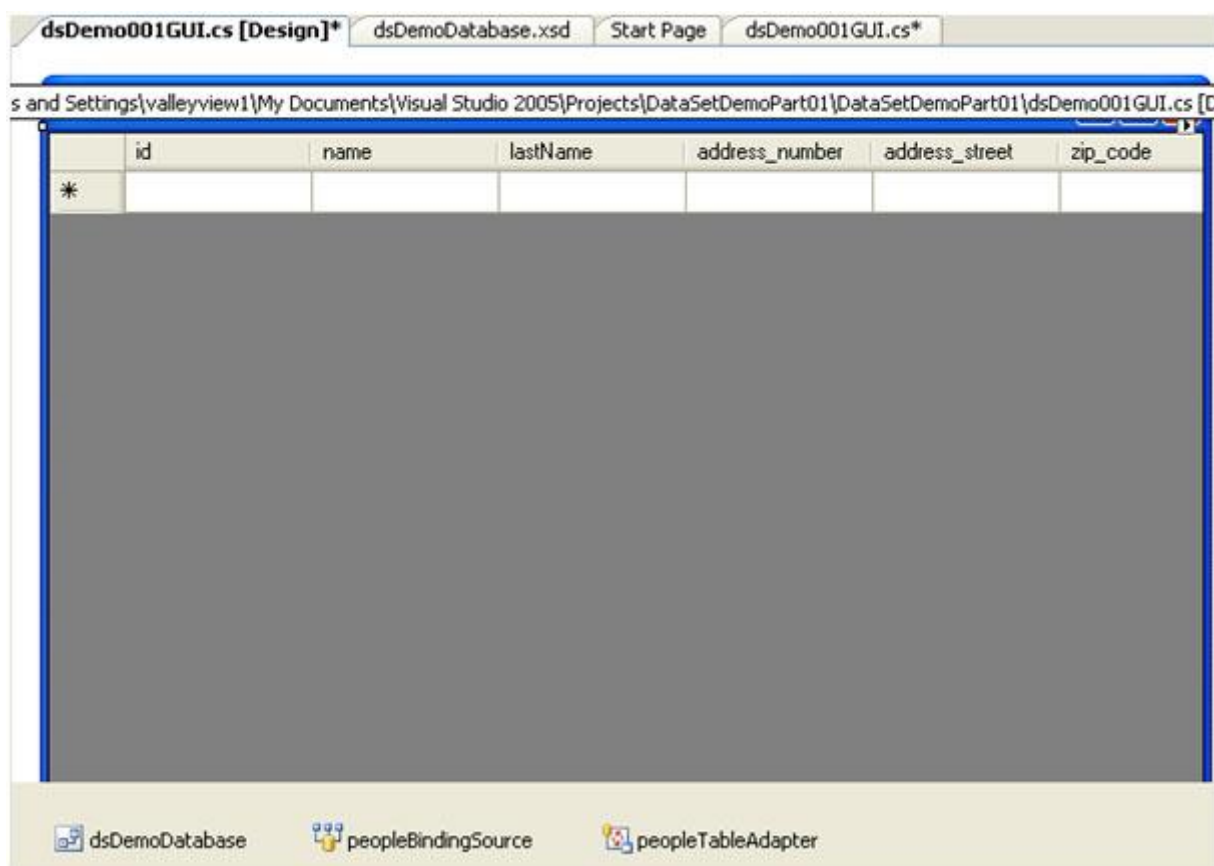 dsDemo001GUI.cs [Design]* dsDemoDatabase.xsd Start Page dsDemo001GUI.cs*
s and Settings\valleyview1\My Documents\Visual Studio 2005\Projects\DataSetDemoPart01\DataSetDemoPart01\dsDemo001GUI.cs [D
id name lastName address_number address_street zip_code
*
dsDemoDatabase peopleBindingSource peopleTableAdapter